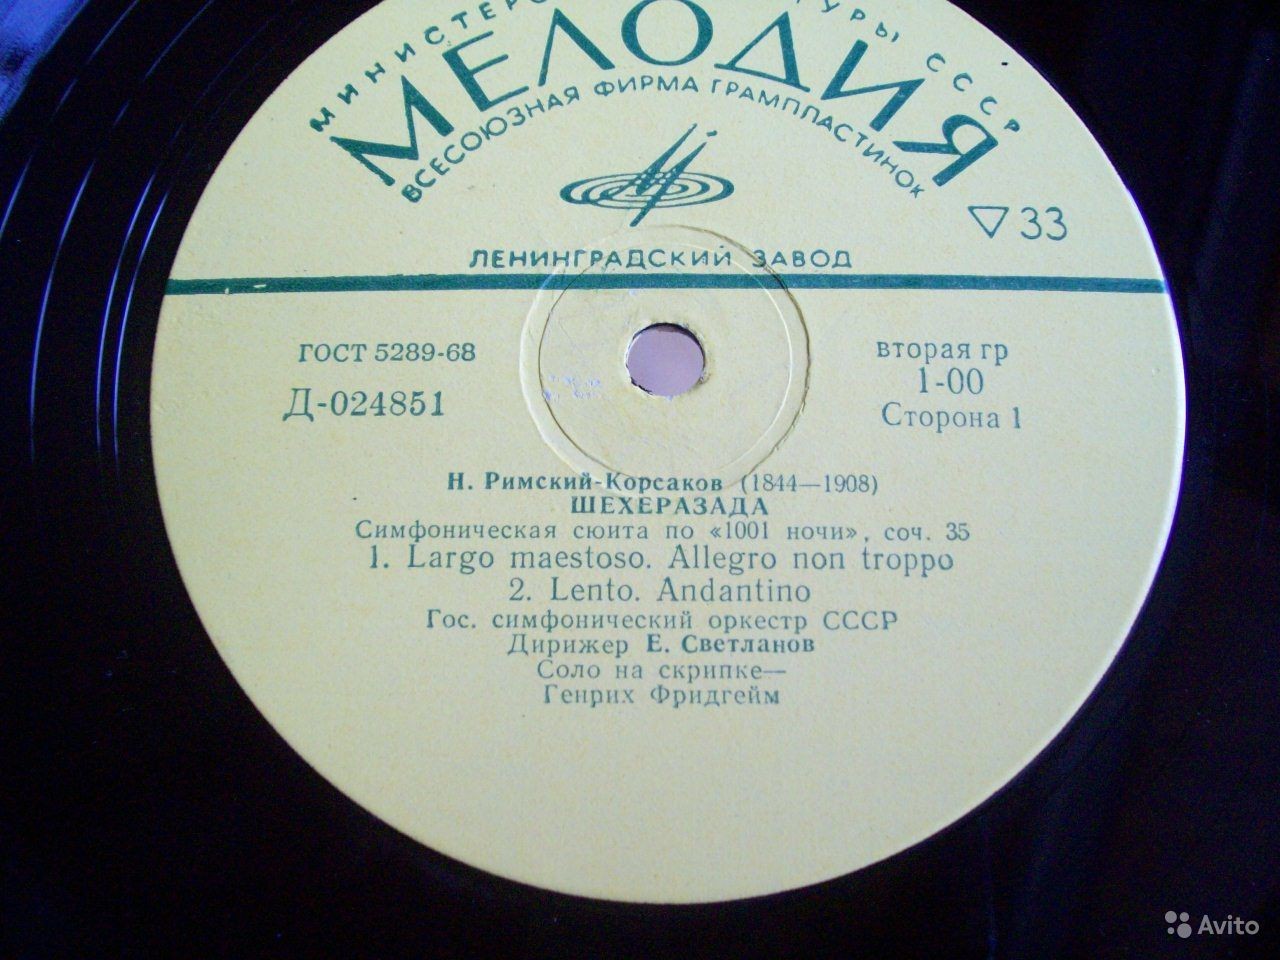 СССР
МЕЛОДИЯ
ВСЕСОЮЗНАЯ ФИРМА ГРАМПЛАСТИНОК
▽ 33
ЛЕНИНГРАДСКИЙ ЗАВОД
ГОСТ 5289-68
Д-024851
вторая гр
1-00
Сторона 1
Н. Римский-Корсаков (1844—1908)
ШЕХЕРАЗАДА
Симфоническая сюита по «1001 ночи», соч. 35
1. Largo maestoso. Allegro non troppo
2. Lento. Andantino
Гос. симфонический оркестр СССР
Дирижер Е. Светланов
Соло на скрипке—
Генрих Фридгейм
Avito